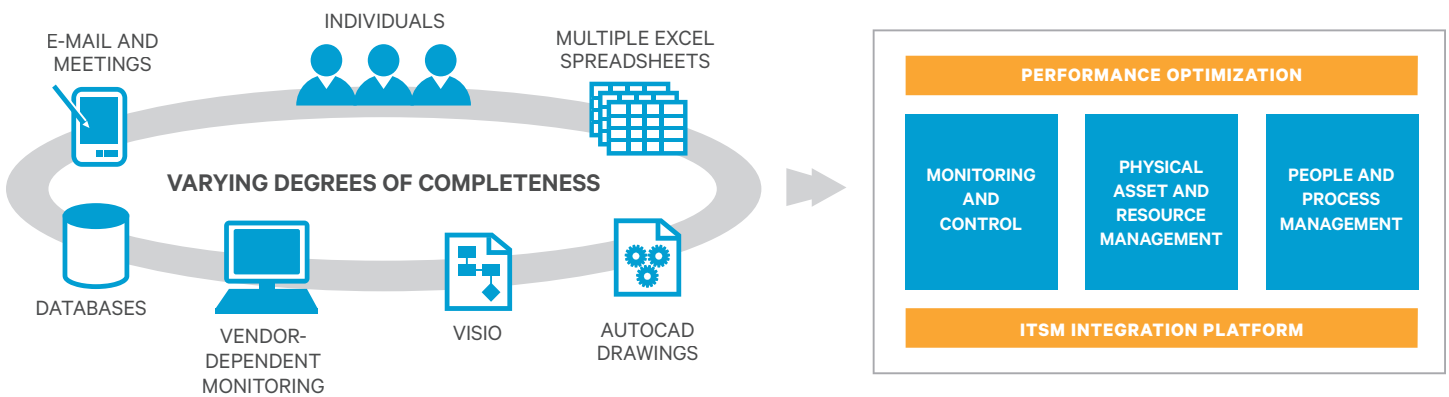 E-MAIL AND
MEETINGS
INDIVIDUALS
MULTIPLE EXCEL
SPREADSHEETS
VARYING DEGREES OF COMPLETENESS
DATABASES
VENDOR-
DEPENDENT
MONITORING
VISIO
AUTOCAD
DRAWINGS
PERFORMANCE OPTIMIZATION
MONITORING
AND
CONTROL
PHYSICAL
ASSET AND
RESOURCE
MANAGEMENT
PEOPLE AND
PROCESS
MANAGEMENT
ITSM INTEGRATION PLATFORM